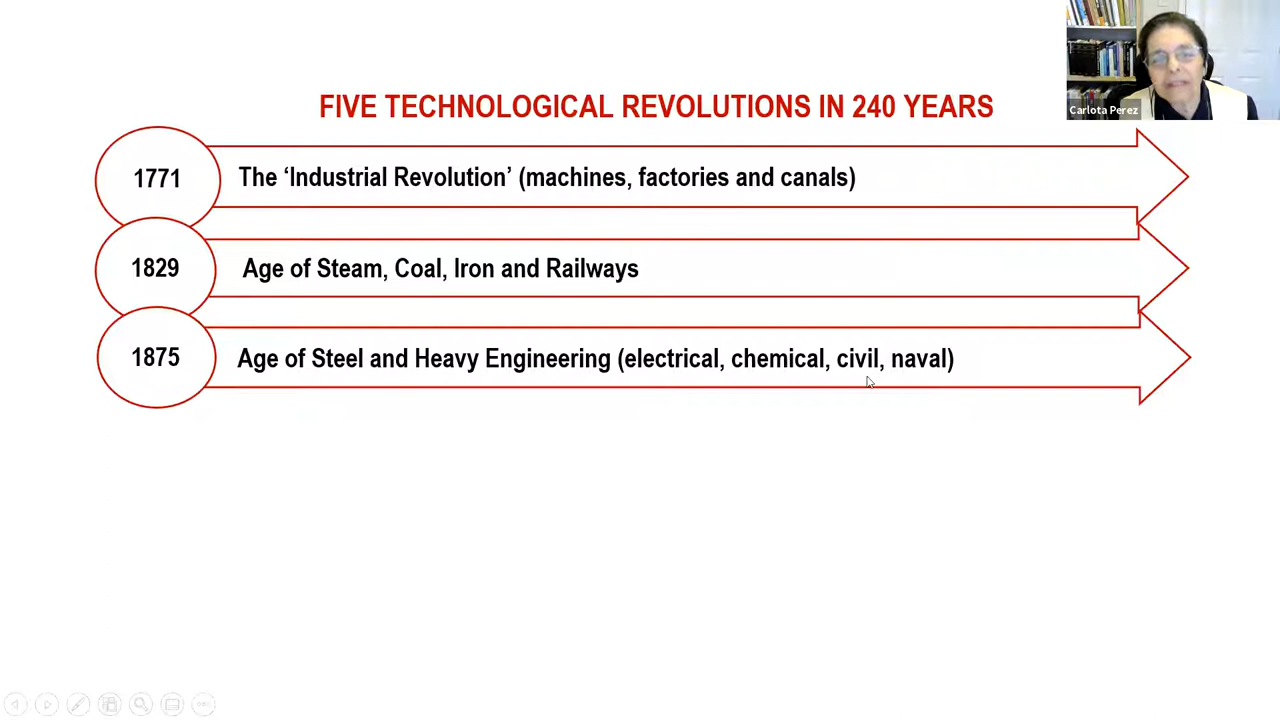 Carlota Perez
FIVE TECHNOLOGICAL REVOLUTIONS IN 240 YEARS
1771
The ‘Industrial Revolution’ (machines, factories and canals)
1829
Age of Steam, Coal, Iron and Railways
1875
Age of Steel and Heavy Engineering (electrical, chemical, civil, naval)